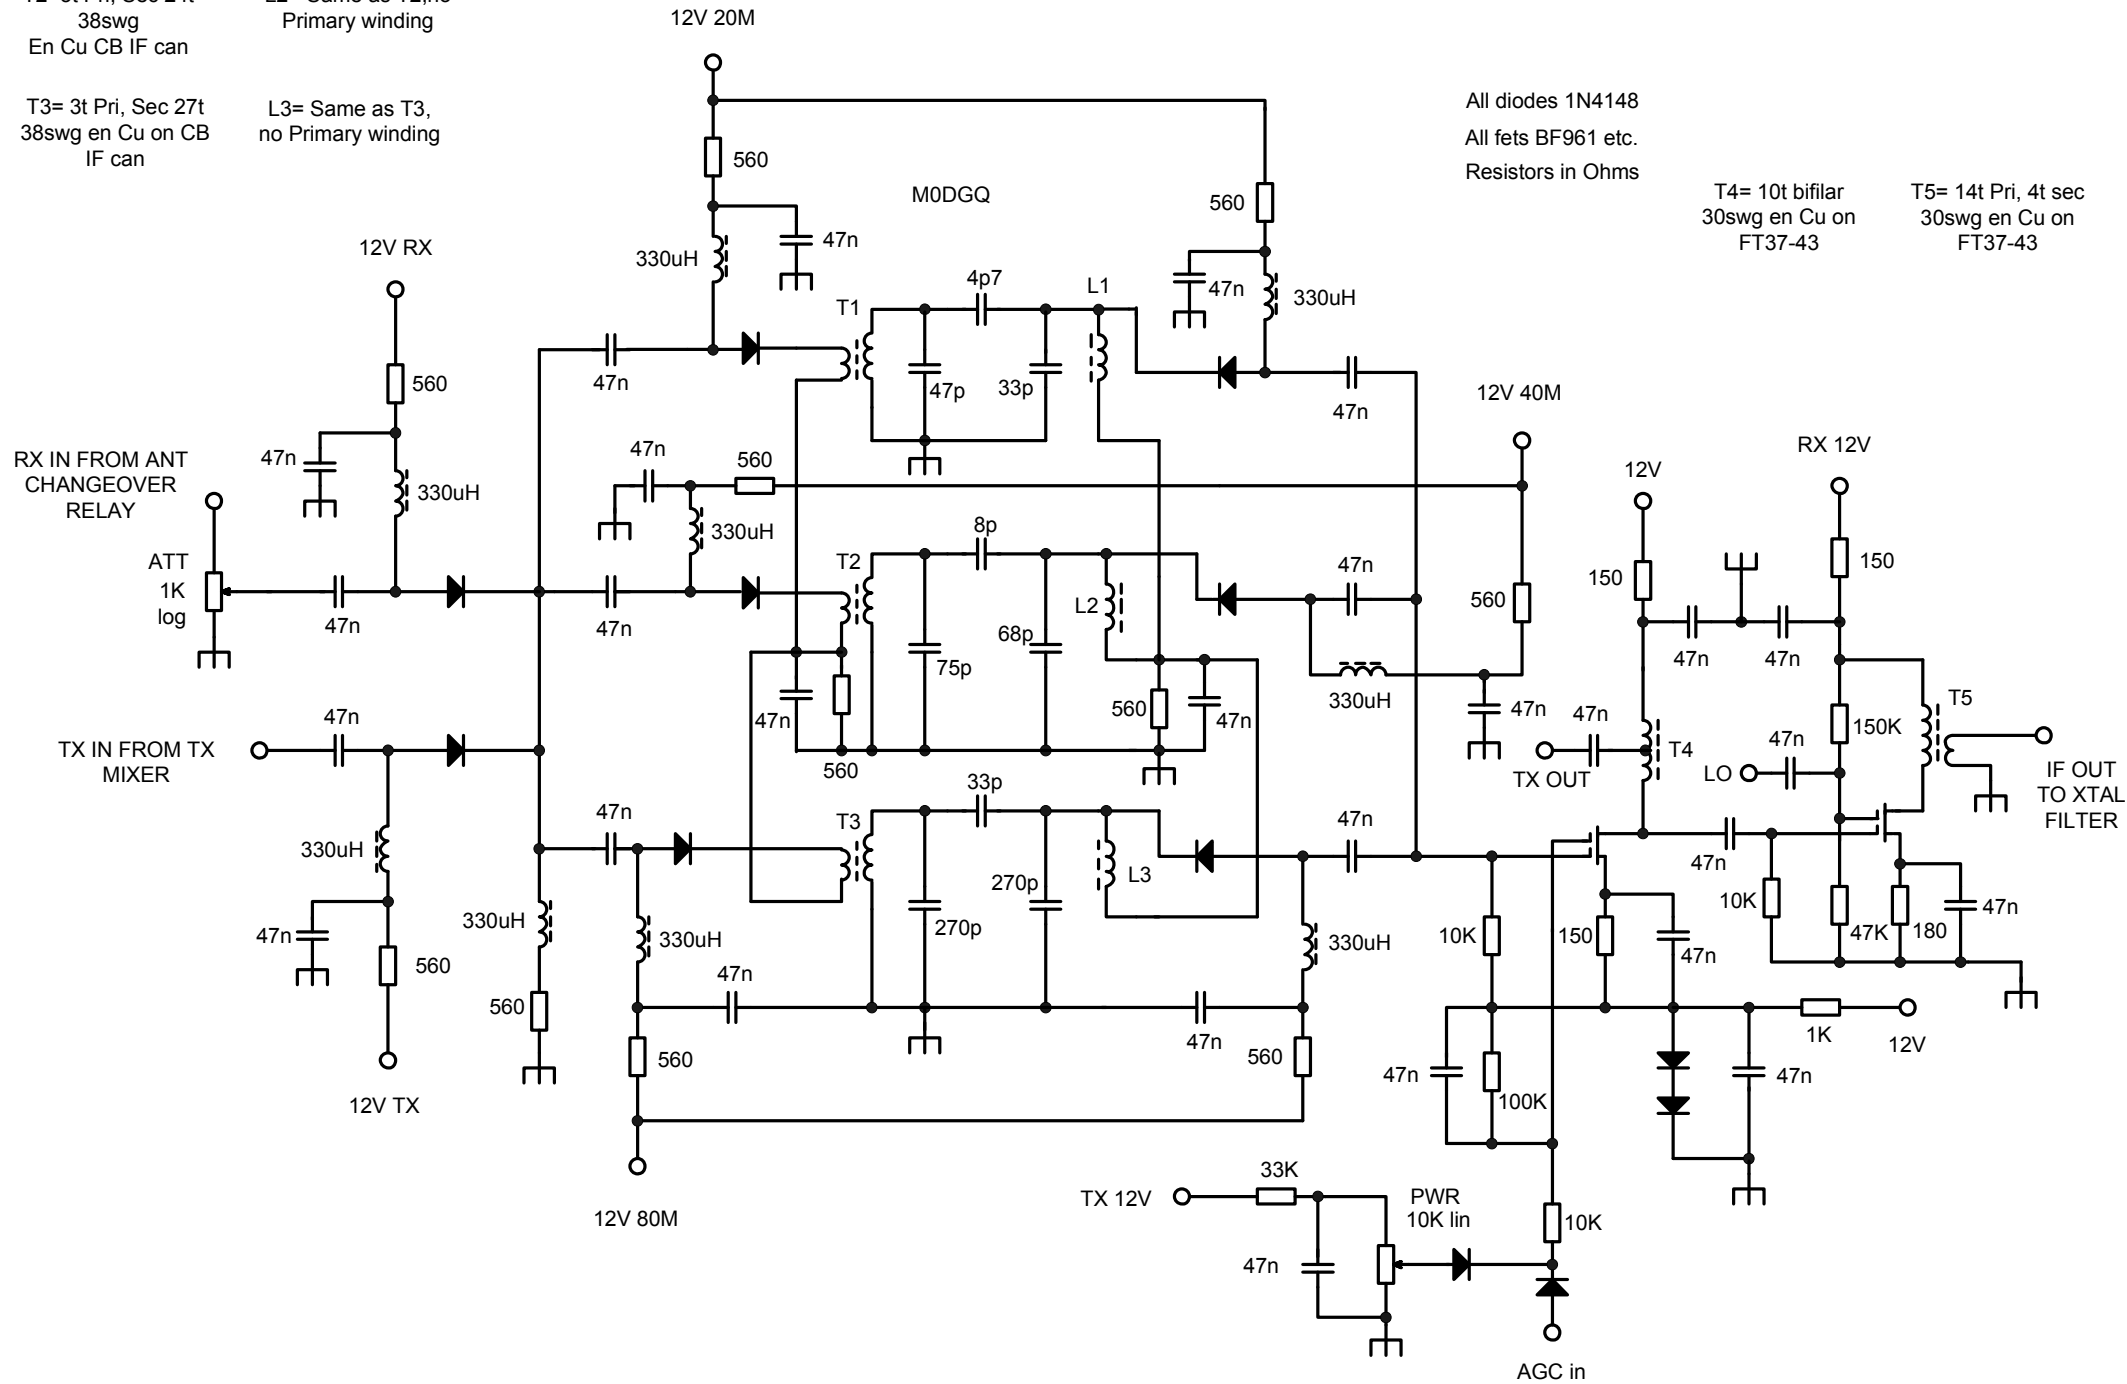 38swg
En Cu CB IF can
Primary winding
T3= 3t Pri, Sec 27t
38swg en Cu on CB
IF can
L3= Same as T3,
no Primary winding
12V 20M
560
M0DGQ
47n
330uH
560
47n
330uH
All diodes 1N4148
All fets BF961 etc.
Resistors in Ohms
T4= 10t bifilar
30swg en Cu on
FT37-43
T5= 14t Pri, 4t sec
30swg en Cu on
FT37-43
12V RX
560
47n
330uH
T1
4p7
L1
47n
47p
33p
47n
12V 40M
RX IN FROM ANT
CHANGEOVER
RELAY
ATT
1K
log
47n
47n
560
330uH
47n
T2
8p
L2
75p
68p
47n
560
47n
560
47n
560
330uH
47n
12V
150
RX 12V
150
47n
47n
T5
150K
47n
TX OUT
T4
47n
LO
IF OUT
TO XTAL
FILTER
TX IN FROM TX
MIXER
47n
330uH
47n
560
12V TX
47n
330uH
560
T3
33p
L3
270p
270p
330uH
47n
560
12V 80M
47n
330uH
47n
560
47n
10K
47K
180
47n
10K
150
47n
1K
12V
47n
100K
47n
TX 12V
33K
PWR
10K lin
47n
10K
AGC in